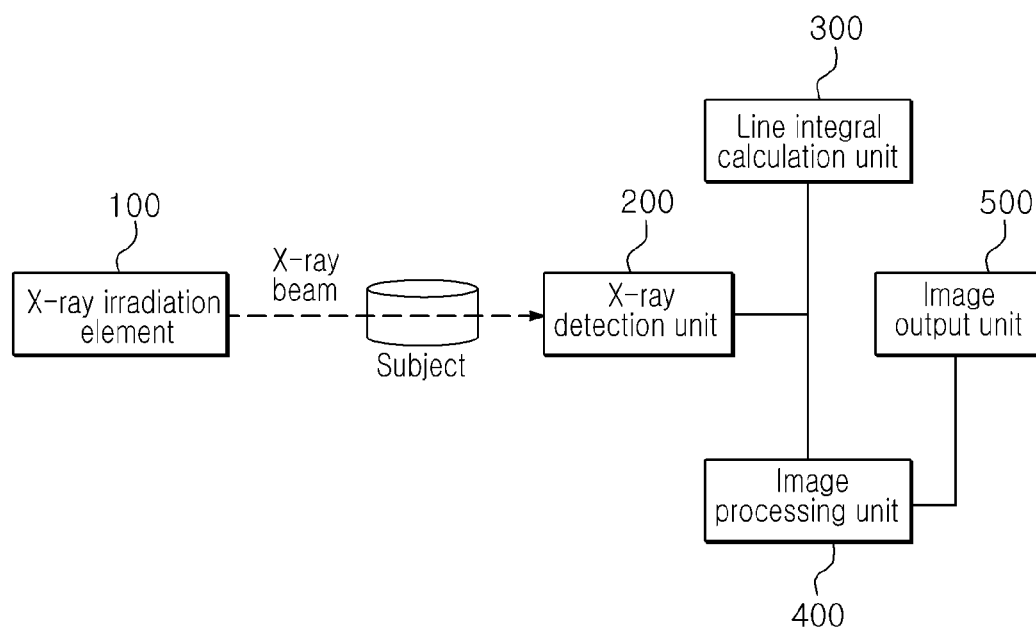 300
Line integral
calculation unit
100
X-ray irradiation
element
X-ray
beam
Subject
200
X-ray
detection unit
500
Image
output unit
Image
processing unit
400